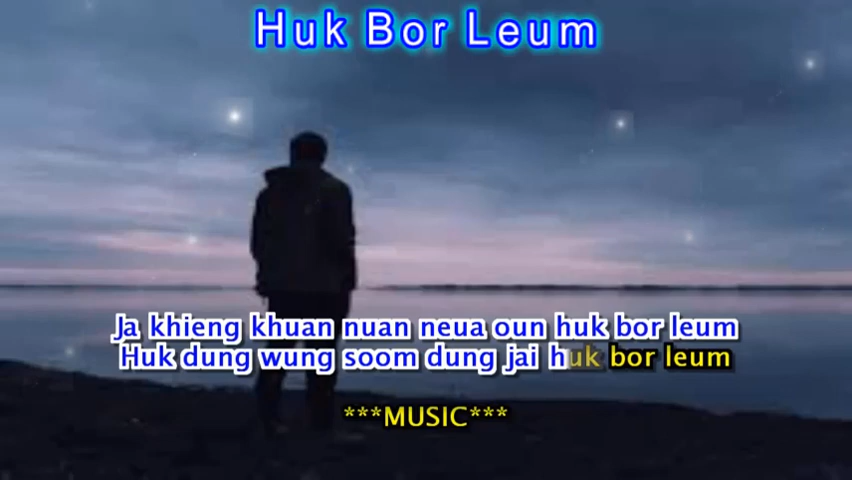 Huk Bor Leum
Ja khieng khuan nuan neua oun huk bor leum
Huk dung wung soom dung jai huk bor leum
***MUSIC***